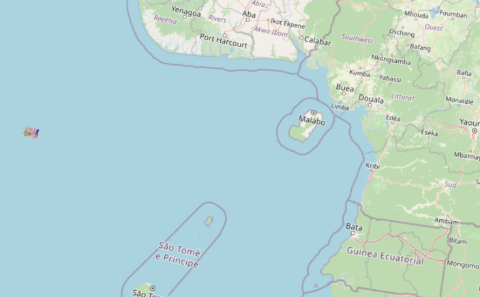 Yenagoa
Bayelsa
Rivers
Aba
Ikot Ekpene
Akwa Ibom
Port Harcourt
Calabar
Southwest
Mbouda
Foumban
Dschang
Ouest
Bafang
Nkongsamba
Kumba
Yabassi
Bafia
Buea
Douala
Littoral
Monatélé
Limbe
Malabo
Edéa
Eseka
Yaoun
Mbalmay
Kribi
Sud
Ambam
Bata
Bitam
Guinea Ecuatorial
Mongomo
Oyem
São Tomé
e Príncipe
São To